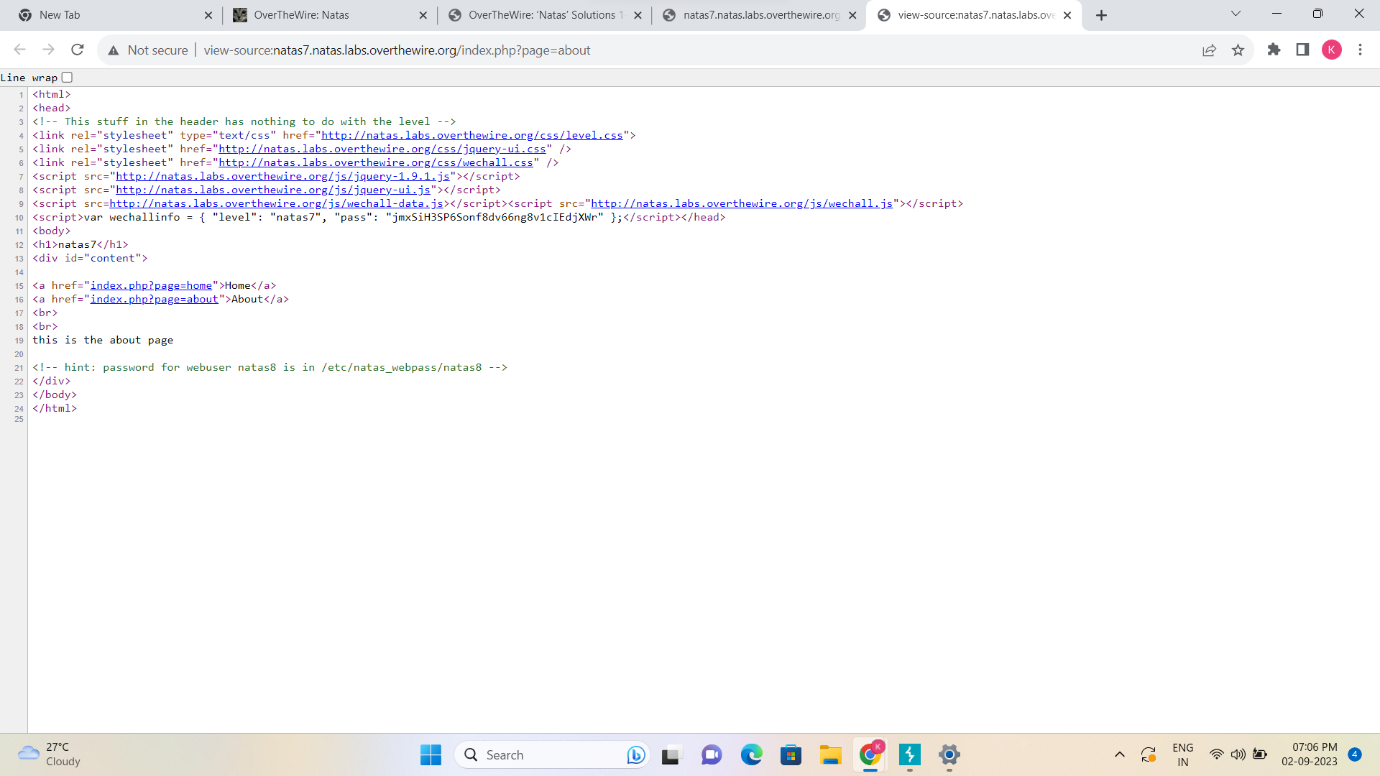 New Tab
OverTheWire: Natas
OverTheWire: 'Natas' Solutions 1
natas7.natas.labs.overthewire.org
view-source:natas7.natas.labs.ove
Not secure
view-source:natas7.natas.labs.overthewire.org/index.php?page=about
K
Line wrap
1 <html>
2 <head>
3 <!-- This stuff in the header has nothing to do with the level -->
4 <link rel="stylesheet" type="text/css" href="http://natas.labs.overthewire.org/css/level.css">
5 <link rel="stylesheet" href="http://natas.labs.overthewire.org/css/jquery-ui.css" />
6 <link rel="stylesheet" href="http://natas.labs.overthewire.org/css/wechall.css" />
7 <script src="http://natas.labs.overthewire.org/js/jquery-1.9.1.js"></script>
8 <script src="http://natas.labs.overthewire.org/js/jquery-ui.js"></script>
9 <script src=http://natas.labs.overthewire.org/js/wechall-data.js></script><script src="http://natas.labs.overthewire.org/js/wechall.js"></script>
10 <script>var wechallinfo = { "level": "natas7", "pass": "jmxSiH3SP6Sonf8dv66ng8v1cIEdjXWr" };</script></head>
11 <body>
12 <h1>natas7</h1>
13 <div id="content">
14
15 <a href="index.php?page=home">Home</a>
16 <a href="index.php?page=about">About</a>
17 <br>
18 <br>
19 this is the about page
20
21 <!-- hint: password for webuser natas8 is in /etc/natas_webpass/natas8 -->
22 </div>
23 </body>
24 </html>
25
27°C
Cloudy
Search
K
ENG
IN
07:06 PM
02-09-2023
4